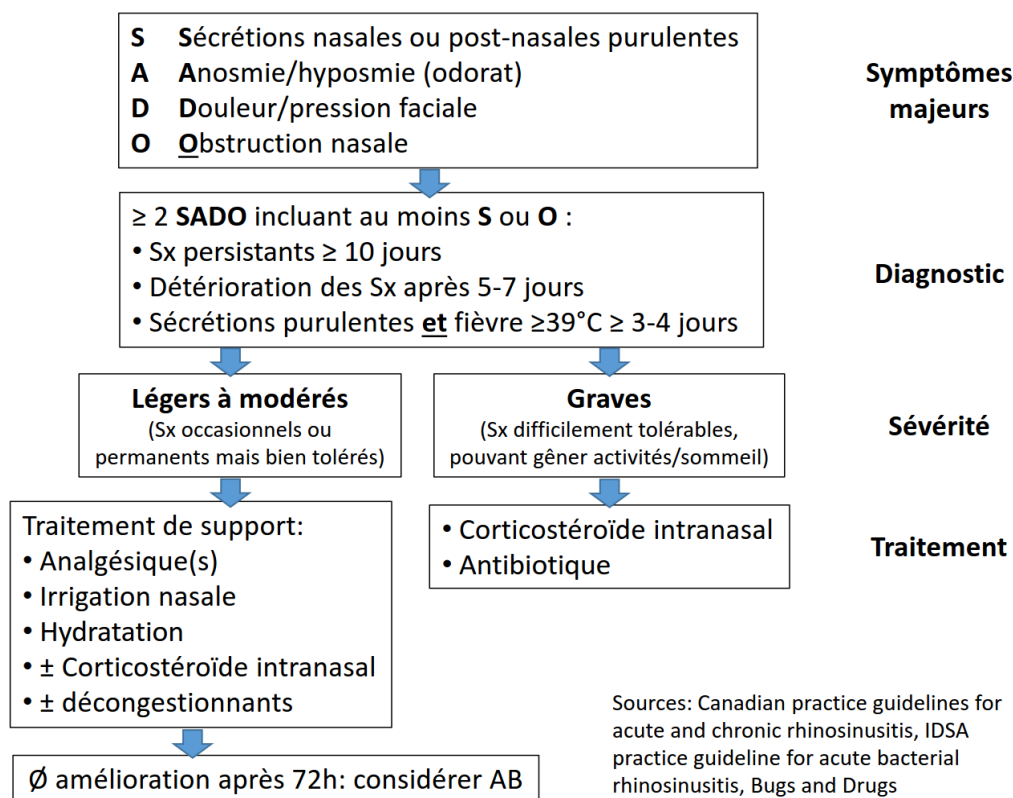 S Sécrétions nasales ou post-nasales purulentes
A Anosmie/hyposmie (odorat)
D Douleur/pression faciale
O Obstruction nasale
Symptômes
majeurs
≥ 2 SADO incluant au moins S ou O :
• Sx persistants ≥ 10 jours
• Détérioration des Sx après 5-7 jours
• Sécrétions purulentes et fièvre ≥39°C ≥ 3-4 jours
Diagnostic
Légers à modérés
(Sx occasionnels ou
permanents mais bien tolérés)
Graves
(Sx difficilement tolérables,
pouvant gêner activités/sommeil)
Sévérité
Traitement de support:
• Analgésique(s)
• Irrigation nasale
• Hydratation
• ± Corticostéroïde intranasal
• ± décongestionnants
• Corticostéroïde intranasal
• Antibiotique
Traitement
Ø amélioration après 72h: considérer AB
Sources: Canadian practice guidelines for
acute and chronic rhinosinusitis, IDSA
practice guideline for acute bacterial
rhinosinusitis, Bugs and Drugs